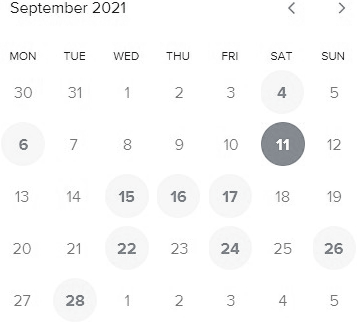 September 2021
MON TUE WED THU FRI SAT SUN
30 31 1 2 3 4 5
6 7 8 9 10 11 12
13 14 15 16 17 18 19
20 21 22 23 24 25 26
27 28 1 2 3 4 5